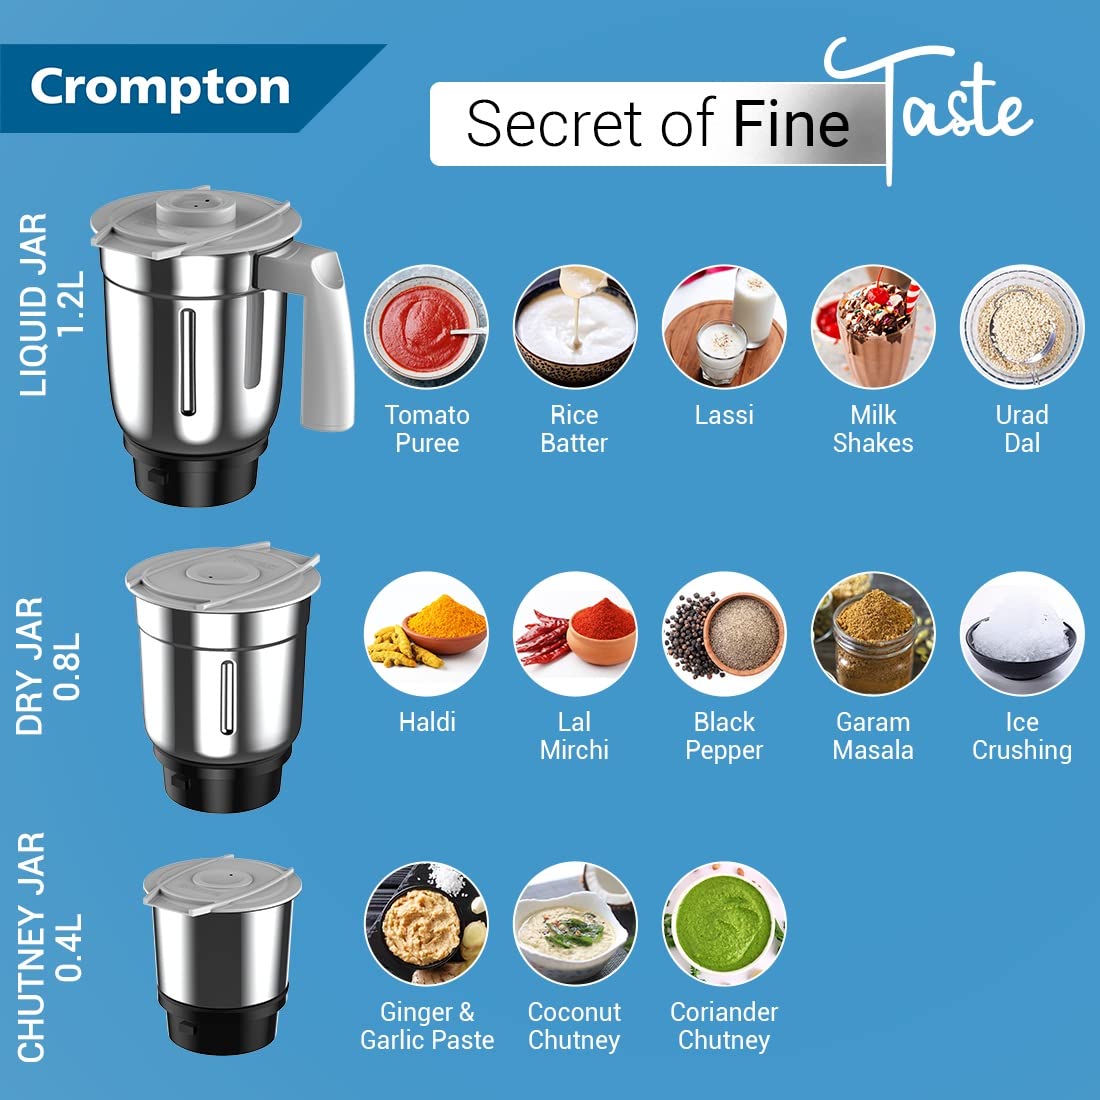 Crompton
Secret of Fine Taste
LIQUID JAR
1.2L
Tomato
Puree
Rice
Batter
Lassi
Milk
Shakes
Urad
Dal
DRY JAR
0.8L
Haldi
Lal
Mirchi
Black
Pepper
Garam
Masala
Ice
Crushing
CHUTNEY JAR
0.4L
Ginger &
Garlic Paste
Coconut
Chutney
Coriander
Chutney